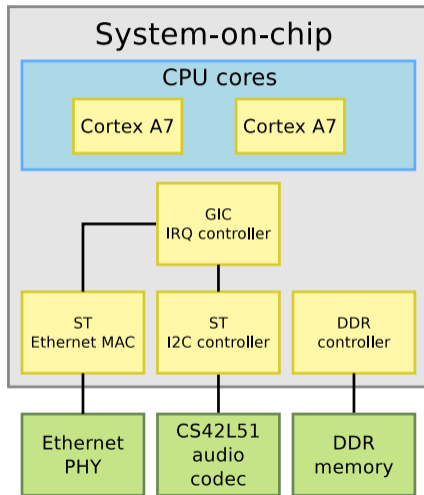 System-on-chip
CPU cores
Cortex A7
Cortex A7
GIC
IRQ controller
ST
Ethernet MAC
ST
I2C controller
DDR
controller
Ethernet
PHY
CS42L51
audio
codec
DDR
memory